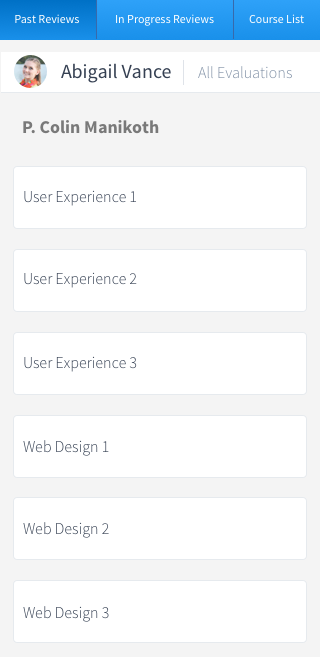 Past Reviews
In Progress Reviews
Course List
Abigail Vance
All Evaluations
P. Colin Manikoth
User Experience 1
User Experience 2
User Experience 3
Web Design 1
Web Design 2
Web Design 3